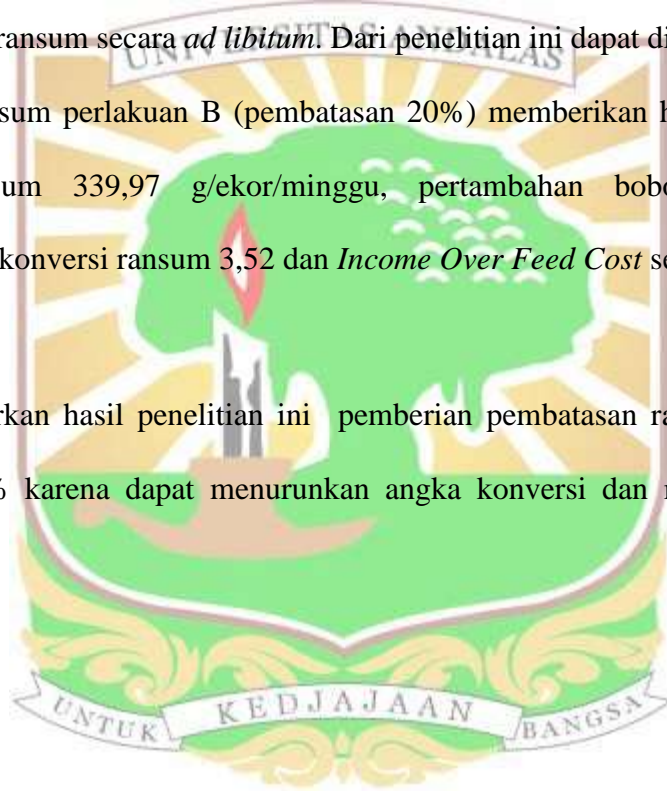 ransum secara ad libitum. Dari penelitian ini dapat di
UNIVERSITAS ANDALAS
sum perlakuan B (pembatasan 20%) memberikan h
um 339,97 g/ekor/minggu, pertambahan bobo
konversi ransum 3,52 dan Income Over Feed Cost se
rkan hasil penelitian ini pemberian pembatasan ra
% karena dapat menurunkan angka konversi dan
UNTUK KEDJAJAAN BANGSA